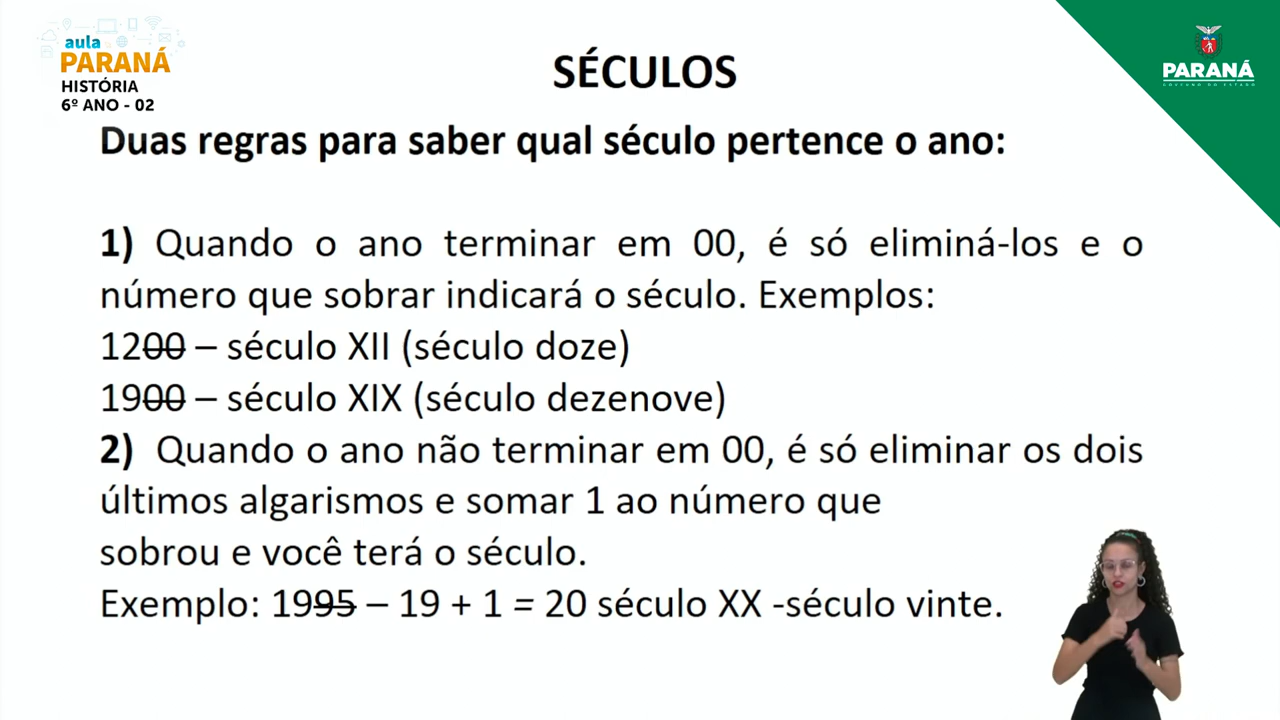 aula
PARANÁ
HISTÓRIA
6º ANO - 02
SÉCULOS
PARANÁ
GOVERNO DO ESTADO
Duas regras para saber qual século pertence o ano:
1) Quando o ano terminar em 00, é só eliminá-los e o
número que sobrar indicará o século. Exemplos:
1200 – século XII (século doze)
1900 – século XIX (século dezenove)
2) Quando o ano não terminar em 00, é só eliminar os dois
últimos algarismos e somar 1 ao número que
sobrou e você terá o século.
Exemplo: 1995 – 19 + 1 = 20 século XX -século vinte.